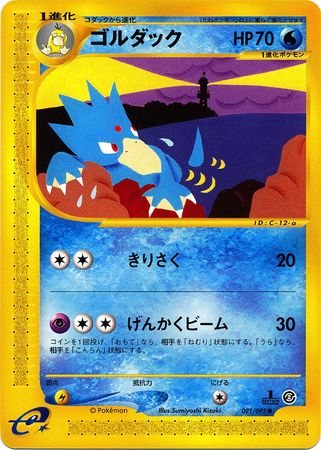 1進化
コダックから進化
ゴルダック
HP70
1進化ポケモン
ID:C-12-a
きりさく 20
げんかくビーム 30
コインを1回投げ、「おもて」なら、相手を「ねむり」状態にする。「うら」なら、
相手を「こんらん」状態にする。
弱点 抵抗力 にげる
©Pokémon Illus.Sumiyoshi Kizuki 1 EDITION 021/092
e